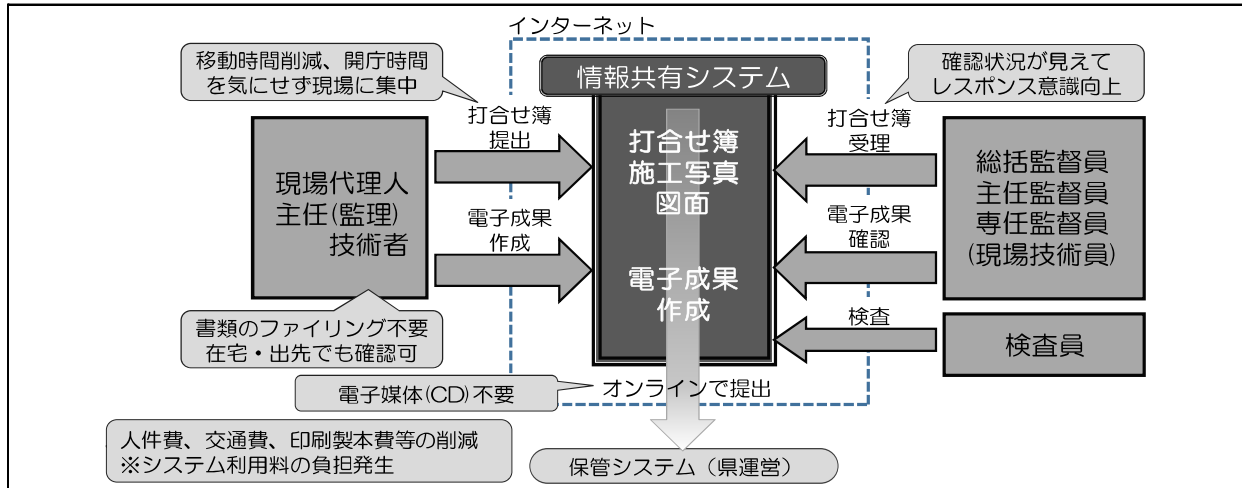 インターネット
移動時間削減、開庁時間
を気にせず現場に集中
情報共有システム
確認状況が見えて
レスポンス意識向上
打合せ簿
提出
打合せ簿
施工写真
図面
打合せ簿
受理
現場代理人
主任(監理)
技術者
総括監督員
主任監督員
専任監督員
(現場技術員)
電子成果
作成
電子成果
作成
電子成果
確認
書類のファイリング不要
在宅・出先でも確認可
検査
検査員
電子媒体(CD)不要
オンラインで提出
人件費、交通費、印刷製本費等の削減
※システム利用料の負担発生
保管システム（県運営）